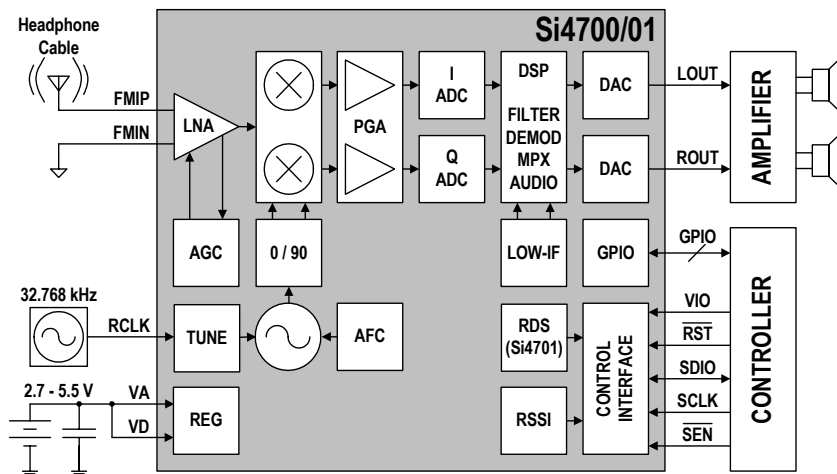 Si4700/01
Headphone
Cable
FMIP
FMIN
LNA
PGA
I
ADC
Q
ADC
DSP
FILTER
DEMOD
MPX
AUDIO
DAC
DAC
LOUT
ROUT
AMPLIFIER
AGC
0 / 90
LOW-IF
GPIO
GPIO
32.768 kHz
RCLK
TUNE
AFC
RDS
(Si4701)
CONTROL
INTERFACE
VIO
RST
SDIO
SCLK
SEN
CONTROLLER
2.7 - 5.5 V
VA
VD
REG
RSSI